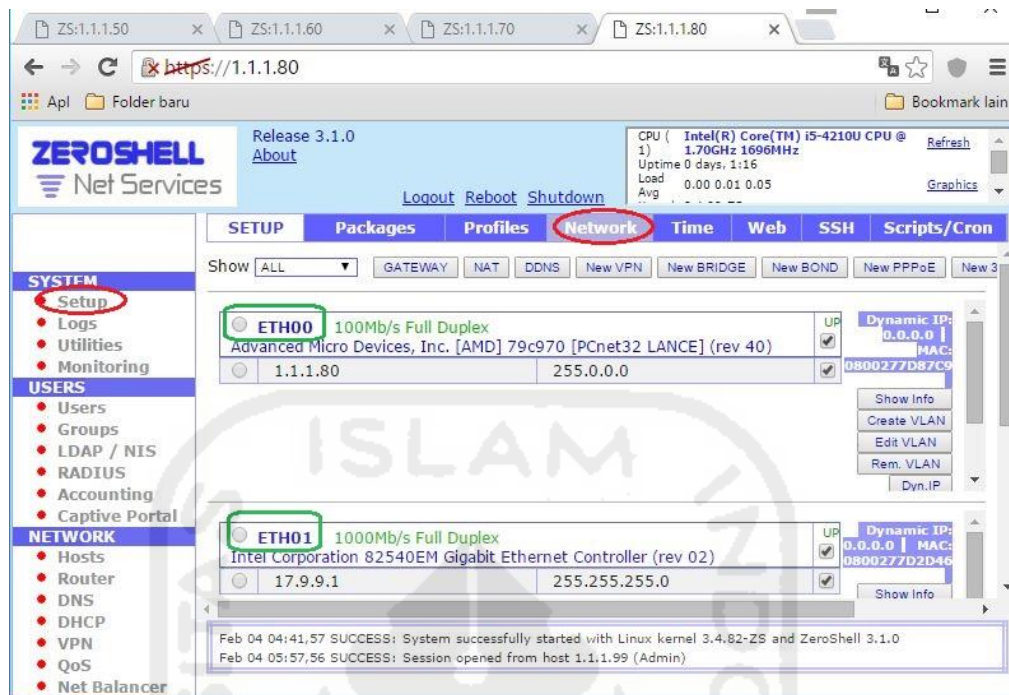 ZS:1.1.1.50
ZS:1.1.1.60
ZS:1.1.1.70
ZS:1.1.1.80
https://1.1.1.80
Apl
Folder baru
Bookmark lain
ZEROSHELL
Net Services
Release 3.1.0
About
Logout Reboot Shutdown
CPU ( 1) Intel(R) Core(TM) i5-4210U CPU @ 1.70GHz 1696MHz
Uptime 0 days, 1:16
Load Avg 0.00 0.01 0.05
Refresh
Graphics
SETUP Packages Profiles Network Time Web SSH Scripts/Cron
Show ALL GATEWAY NAT DDNS New VPN New BRIDGE New BOND New PPPoE New 3
SYSTEM
Setup
Logs
Utilities
Monitoring
USERS
Users
Groups
LDAP / NIS
RADIUS
Accounting
Captive Portal
NETWORK
Hosts
Router
DNS
DHCP
VPN
QoS
Net Balancer
ETH00 100Mb/s Full Duplex UP
Advanced Micro Devices, Inc. [AMD] 79c970 [PCnet32 LANCE] (rev 40)
1.1.1.80 255.0.0.0
Dynamic IP:
0.0.0.0 |
MAC:
0800277D87C9
Show Info
Create VLAN
Edit VLAN
Rem. VLAN
Dyn.IP
ETH01 1000Mb/s Full Duplex UP
Intel Corporation 82540EM Gigabit Ethernet Controller (rev 02)
17.9.9.1 255.255.255.0
Dynamic IP:
0.0.0.0 | MAC:
0800277D2D46
Show Info
Feb 04 04:41,57 SUCCESS: System successfully started with Linux kernel 3.4.82-ZS and ZeroShell 3.1.0
Feb 04 05:57,56 SUCCESS: Session opened from host 1.1.1.99 (Admin)
ISLAM